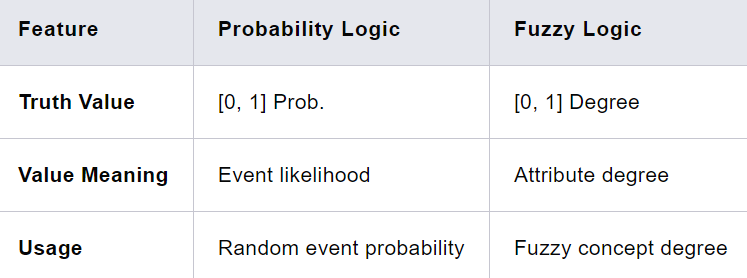 Feature Probability Logic Fuzzy Logic
Truth Value [0, 1] Prob. [0, 1] Degree
Value Meaning Event likelihood Attribute degree
Usage Random event probability Fuzzy concept degree